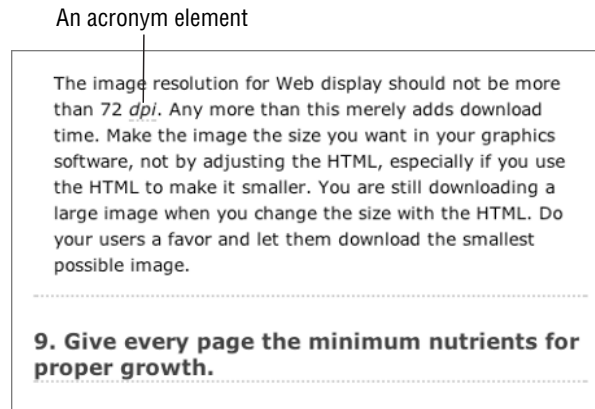 An acronym element
The image resolution for Web display should not be more
than 72 dpi. Any more than this merely adds download
time. Make the image the size you want in your graphics
software, not by adjusting the HTML, especially if you use
the HTML to make it smaller. You are still downloading a
large image when you change the size with the HTML. Do
your users a favor and let them download the smallest
possible image.
9. Give every page the minimum nutrients for
proper growth.